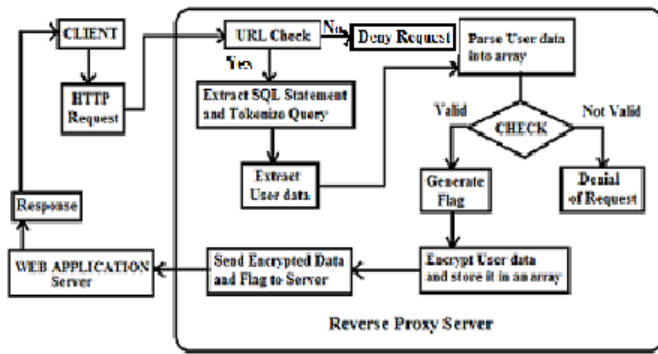 CLIENT
HTTP
Request
Response
WEB APPLICATION
Server
URL Check
No
Deny Request
Yes
Extract SQL Statement
and Tokenize Query
Extract
User data
Parse User data
into array
Valid
CHECK
Not Valid
Generate
Flag
Denial
of Request
Encrypt User data
and store it in an array
Send Encrypted Data
and Flag to Server
Reverse Proxy Server